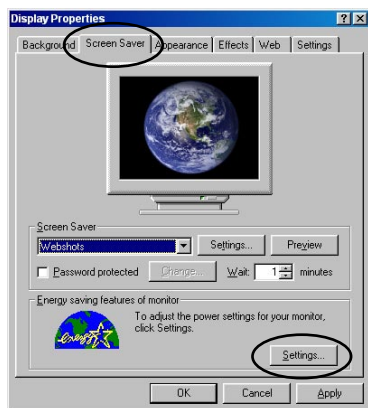 Display Properties
Background Screen Saver Appearance Effects Web Settings
Screen Saver
Webshots Settings... Preview
Password protected Change... Wait: 1 minutes
Energy saving features of monitor
To adjust the power settings for your monitor,
click Settings.
energy
Settings...
OK Cancel Apply